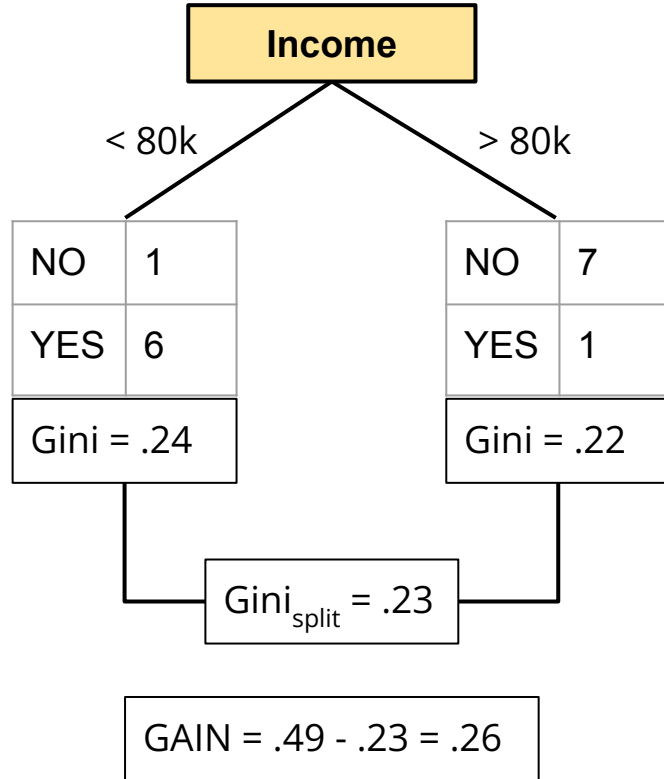 Income
< 80k
> 80k
NO 1
YES 6
Gini = .24
NO 7
YES 1
Gini = .22
Gini_split = .23
GAIN = .49 - .23 = .26